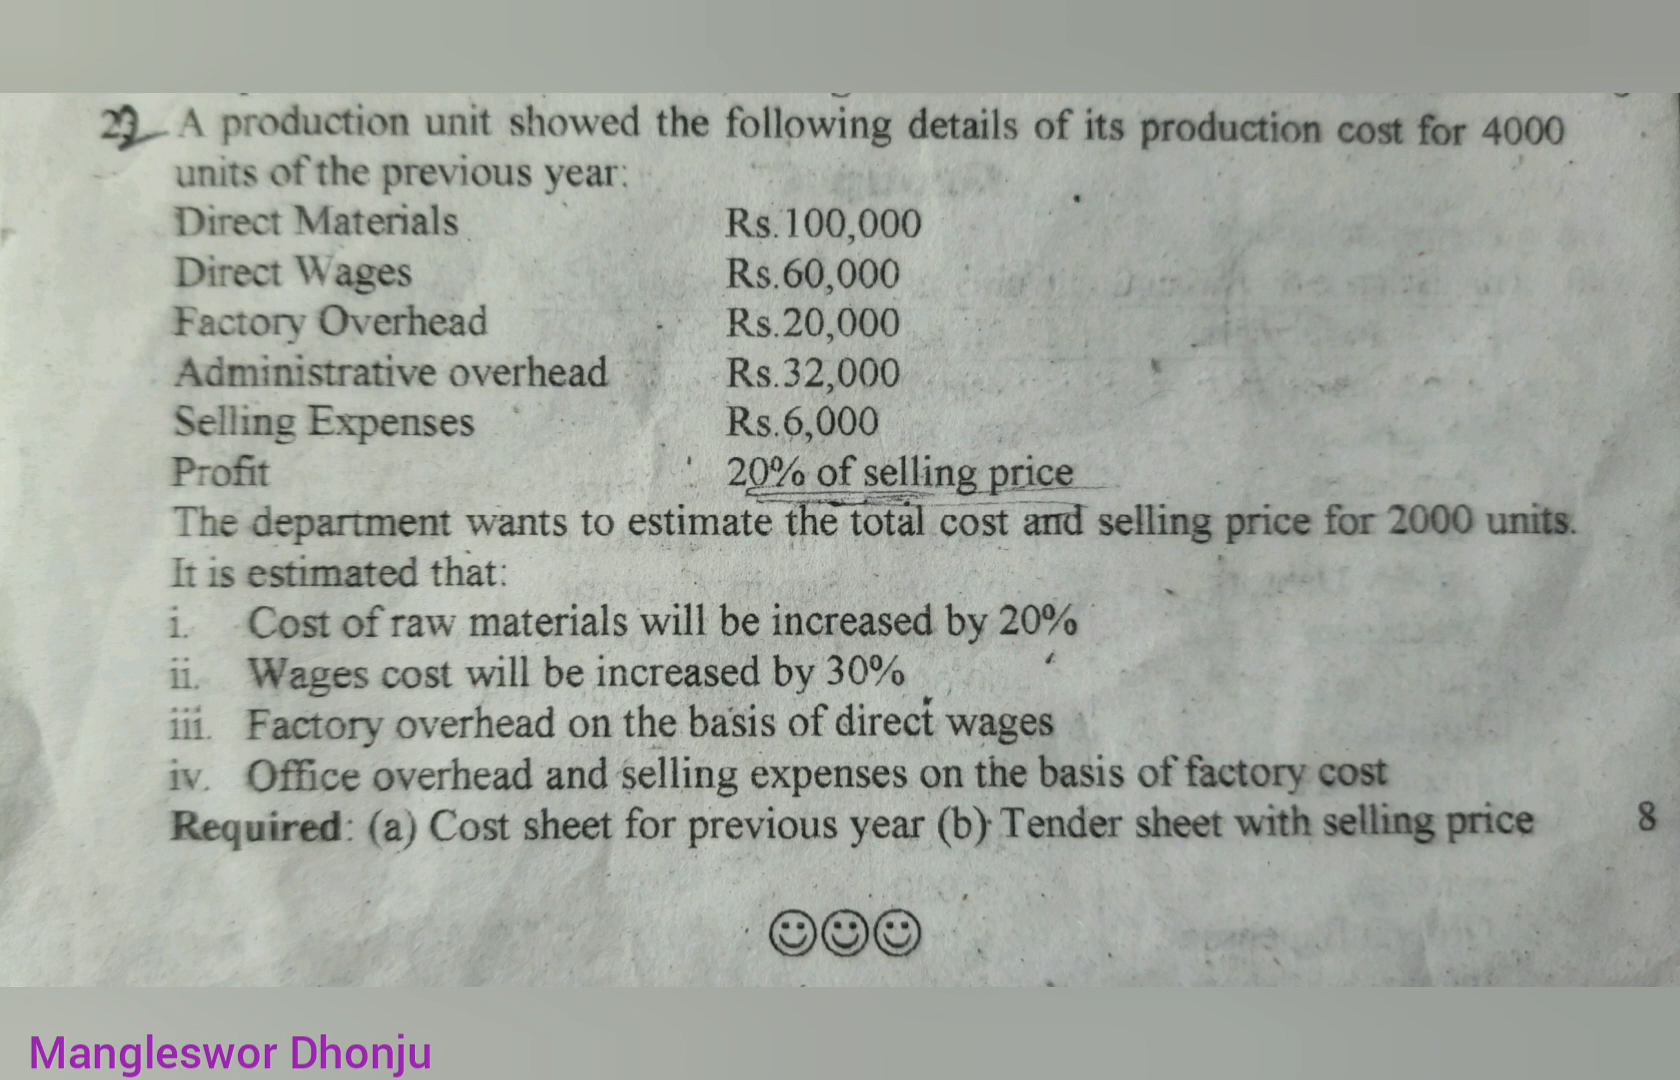 22 A production unit showed the following details of its production cost for 4000
units of the previous year:
Direct Materials Rs.100,000
Direct Wages Rs.60,000
Factory Overhead Rs.20,000
Administrative overhead Rs.32,000
Selling Expenses Rs.6,000
Profit 20% of selling price
The department wants to estimate the total cost and selling price for 2000 units.
It is estimated that:
i. Cost of raw materials will be increased by 20%
ii. Wages cost will be increased by 30%
iii. Factory overhead on the basis of direct wages
iv. Office overhead and selling expenses on the basis of factory cost
Required: (a) Cost sheet for previous year (b) Tender sheet with selling price 8
Mangleswor Dhonju